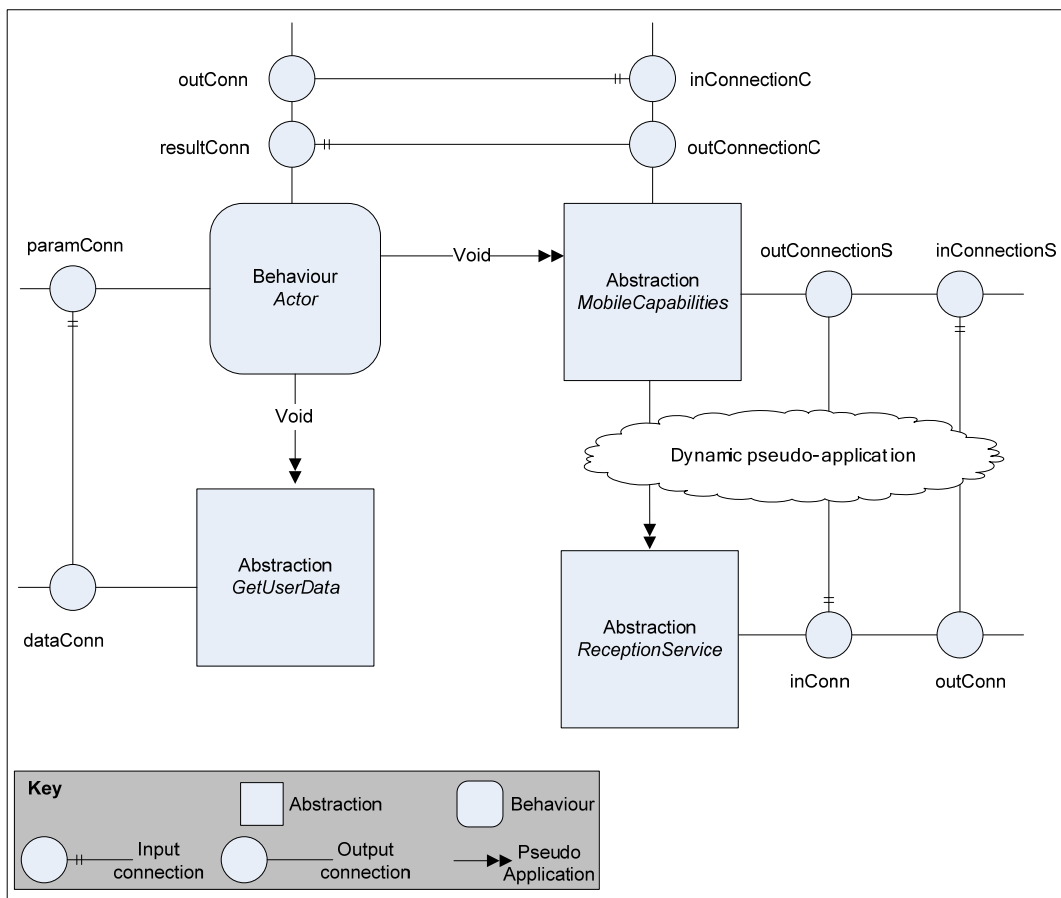 outConn
inConnectionC
resultConn
outConnectionC
paramConn
Behaviour
Actor
Void
Abstraction
MobileCapabilities
outConnectionS
inConnectionS
Void
Dynamic pseudo-application
Abstraction
GetUserData
dataConn
Abstraction
ReceptionService
inConn
outConn
Key
Abstraction
Behaviour
Input
connection
Output
connection
Pseudo
Application